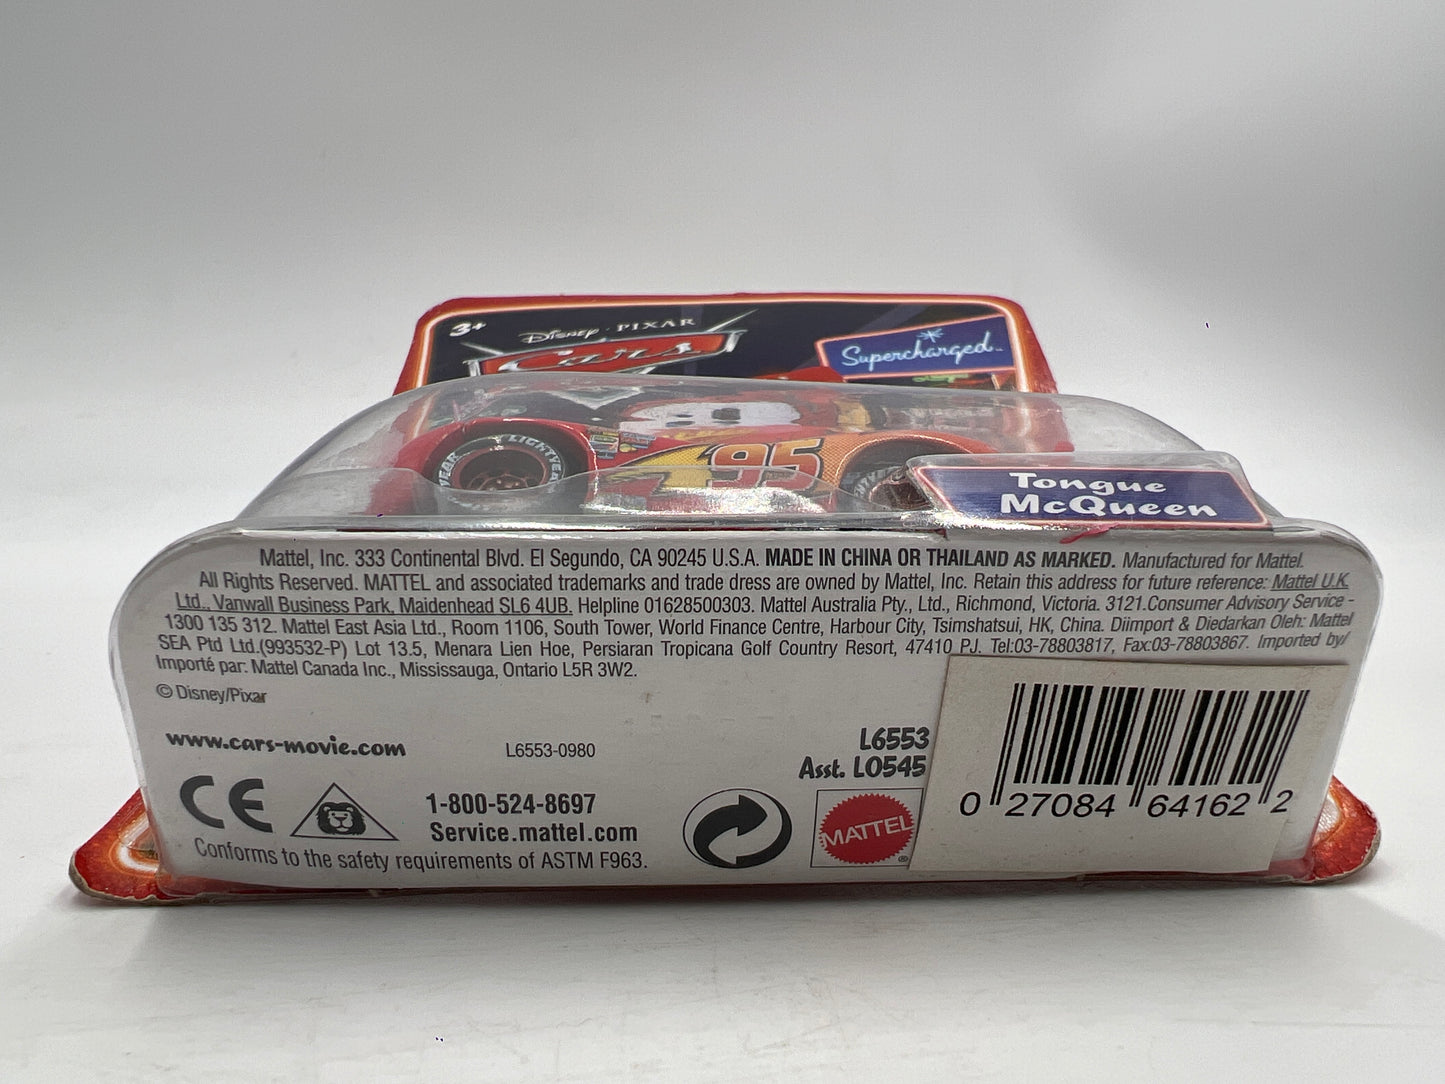 3+
Disney · PIXAR
Cars
Supercharged™
LIGHTYEAR
95
Tongue
McQueen
Mattel, Inc. 333 Continental Blvd. El Segundo, CA 90245 U.S.A. MADE IN CHINA OR THAILAND AS MARKED. Manufactured for Mattel.
All Rights Reserved. MATTEL and associated trademarks and trade dress are owned by Mattel, Inc. Retain this address for future reference: Mattel U.K.
Ltd., Vanwall Business Park, Maidenhead SL6 4UB. Helpline 01628500303. Mattel Australia Pty., Ltd., Richmond, Victoria. 3121.Consumer Advisory Service -
1300 135 312. Mattel East Asia Ltd., Room 1106, South Tower, World Finance Centre, Harbour City, Tsimshatsui, HK, China. Diimport & Diedarkan Oleh: Mattel
SEA Ptd Ltd.(993532-P) Lot 13.5, Menara Lien Hoe, Persiaran Tropicana Golf Country Resort, 47410 PJ. Tel:03-78803817, Fax:03-78803867. Imported by/
Importé par: Mattel Canada Inc., Mississauga, Ontario L5R 3W2.
© Disney/Pixar
www.cars-movie.com
L6553-0980
L6553
Asst. L0545
CE
1-800-524-8697
Service.mattel.com
Conforms to the safety requirements of ASTM F963.
MATTEL®
0 27084 64162 2